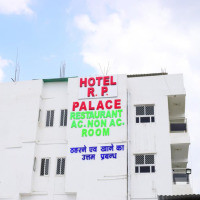 HOTEL
R. P.
PALACE
RESTAURANT
AC. NON AC.
ROOM
ठहरने एवं खाने का
उत्तम प्रबन्ध